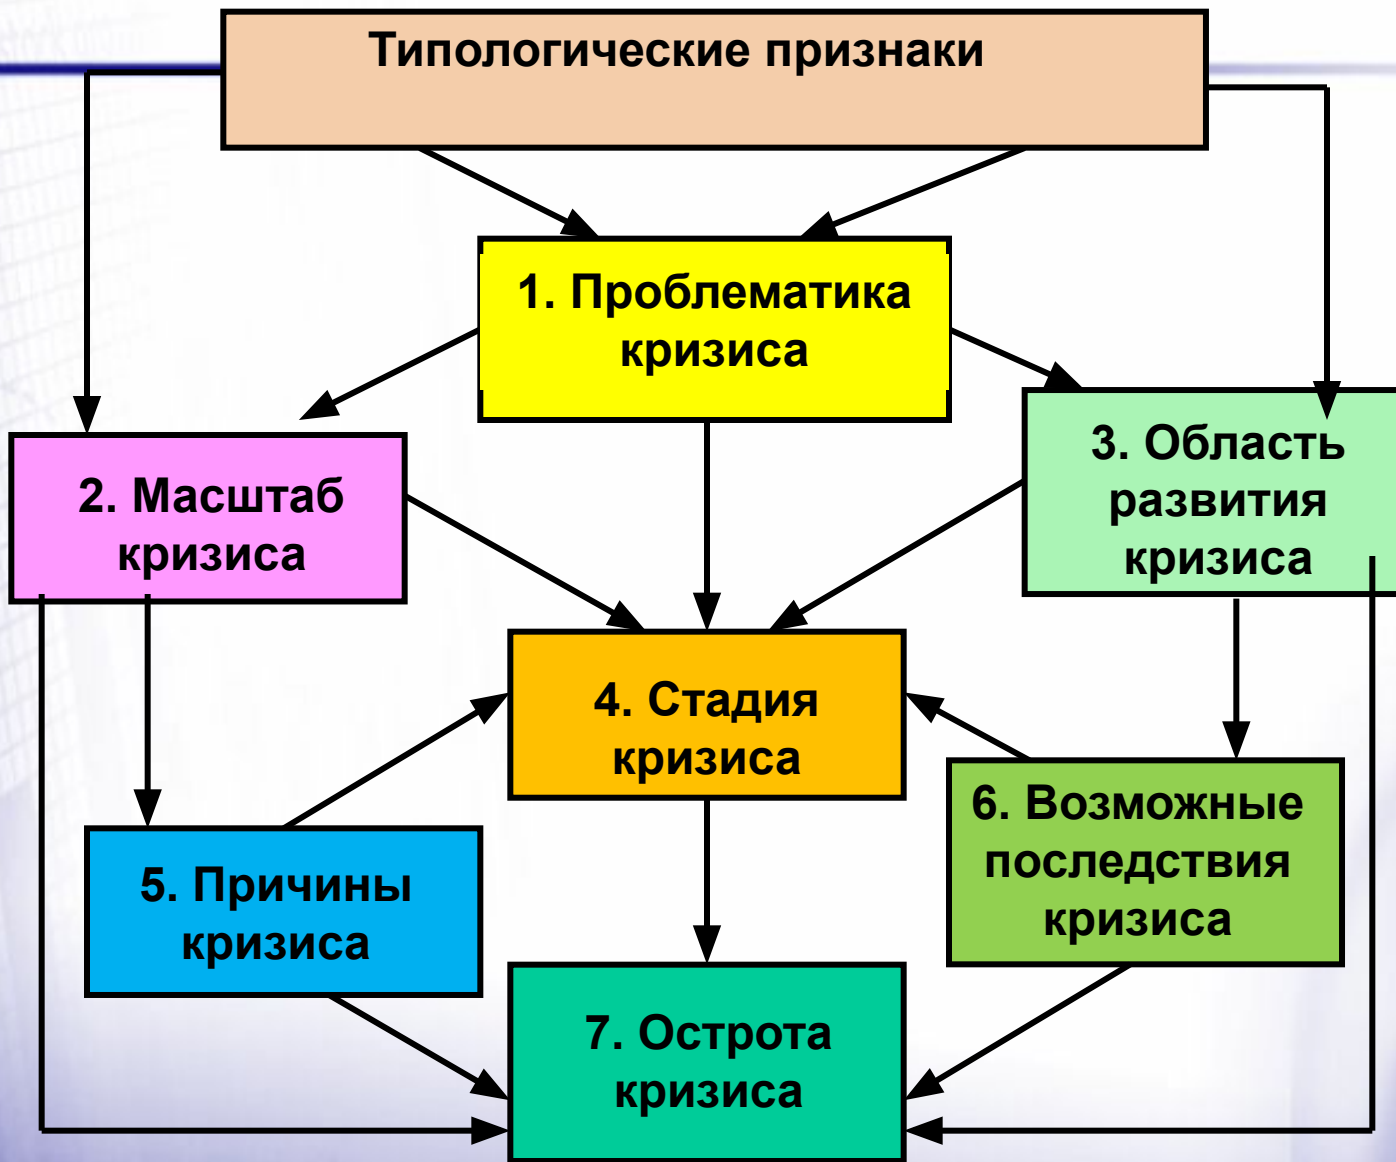 Типологические признаки
1. Проблематика
кризиса
2. Масштаб
кризиса
3. Область
развития
кризиса
4. Стадия
кризиса
5. Причины
кризиса
6. Возможные
последствия
кризиса
7. Острота
кризиса